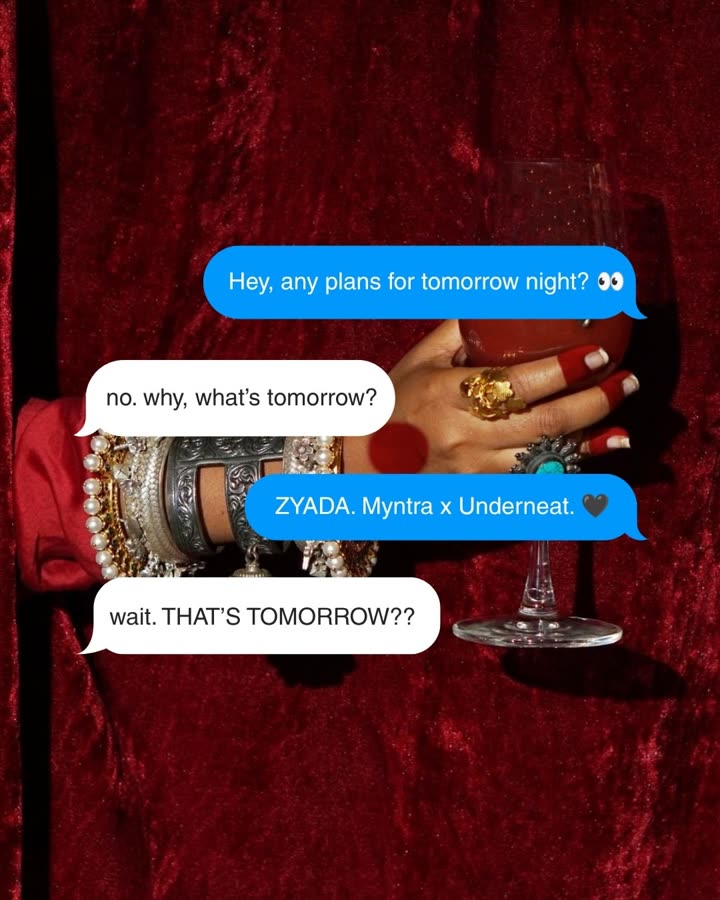 Hey, any plans for tomorrow night? 👀
no. why, what’s tomorrow?
ZYADA. Myntra x Underneat. 🖤
wait. THAT’S TOMORROW??